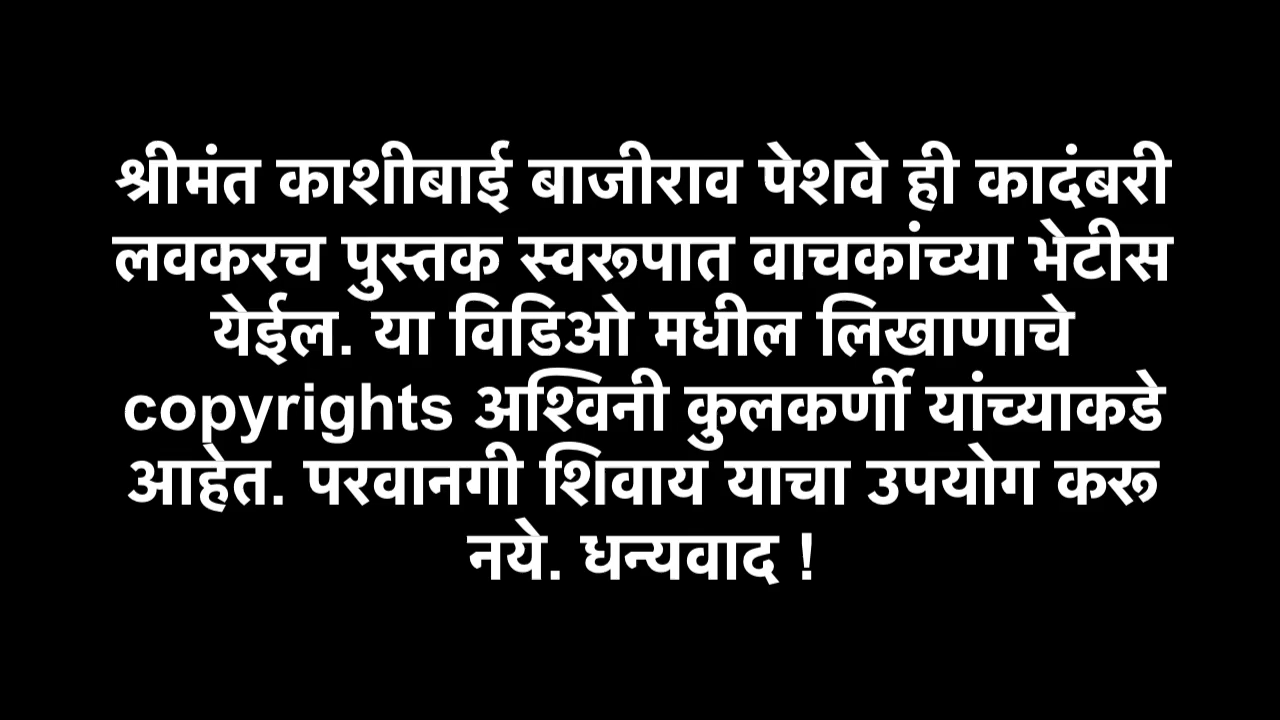 श्रीमंत काशीबाई बाजीराव पेशवे ही कादंबरी
लवकरच पुस्तक स्वरूपात वाचकांच्या भेटीस
येईल. या विडिओ मधील लिखाणाचे
copyrights अश्विनी कुलकर्णी यांच्याकडे
आहेत. परवानगी शिवाय याचा उपयोग करू
नये. धन्यवाद !